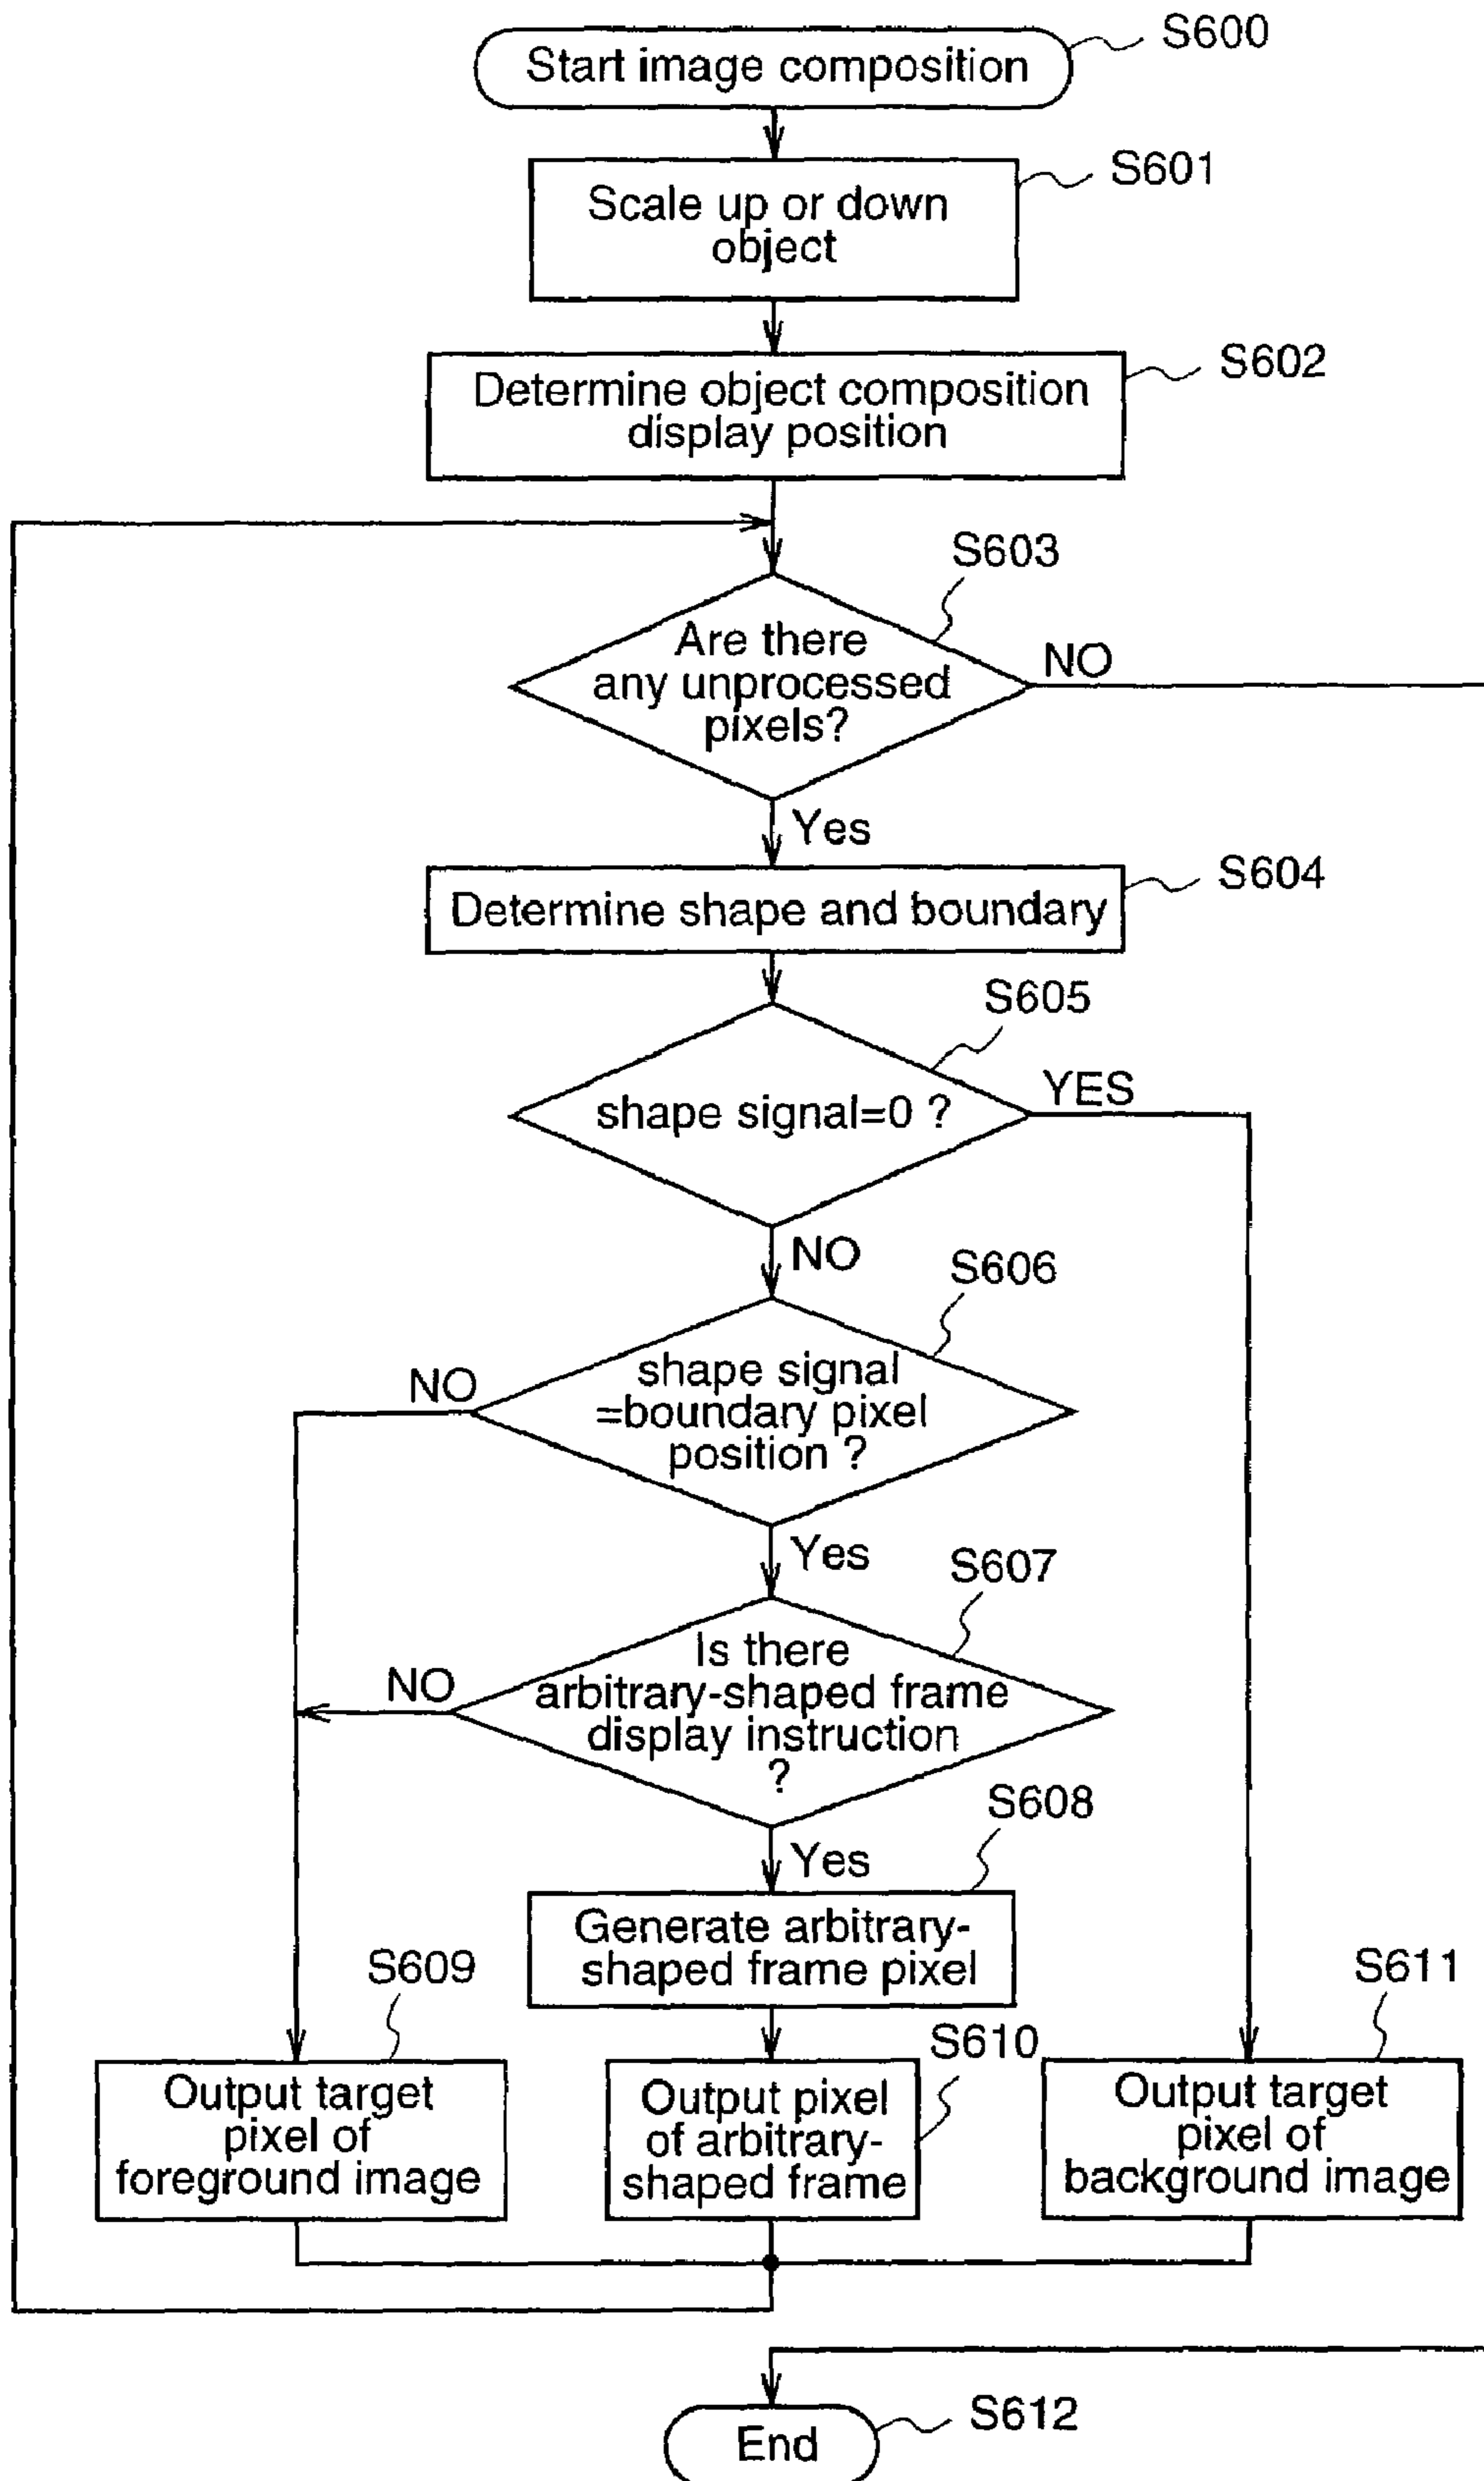 S600
Start image composition
S601
Scale up or down
object
S602
Determine object composition
display position
S603
Are there
any unprocessed
pixels?
NO
Yes
S604
Determine shape and boundary
S605
shape signal=0 ?
YES
NO
S606
shape signal
=boundary pixel
position ?
NO
Yes
S607
Is there
arbitrary-shaped frame
display instruction
?
NO
Yes
S608
Generate arbitrary-
shaped frame pixel
S609
Output target
pixel of
foreground image
S610
Output pixel
of arbitrary-
shaped frame
S611
Output target
pixel of
background image
S612
End